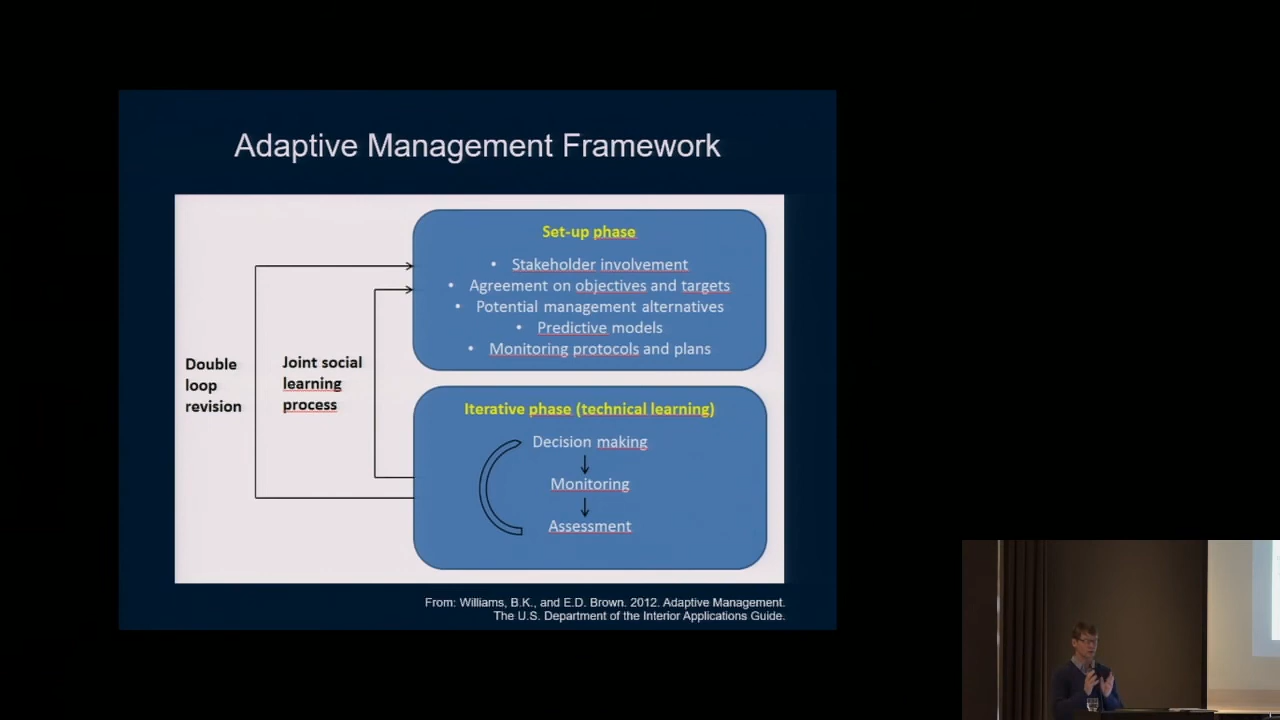 Adaptive Management Framework
Set-up phase
• Stakeholder involvement
• Agreement on objectives and targets
• Potential management alternatives
• Predictive models
• Monitoring protocols and plans
Double
loop
revision
Joint social
learning
process
Iterative phase (technical learning)
Decision making
Monitoring
Assessment
From: Williams, B.K., and E.D. Brown. 2012. Adaptive Management.
The U.S. Department of the Interior Applications Guide.